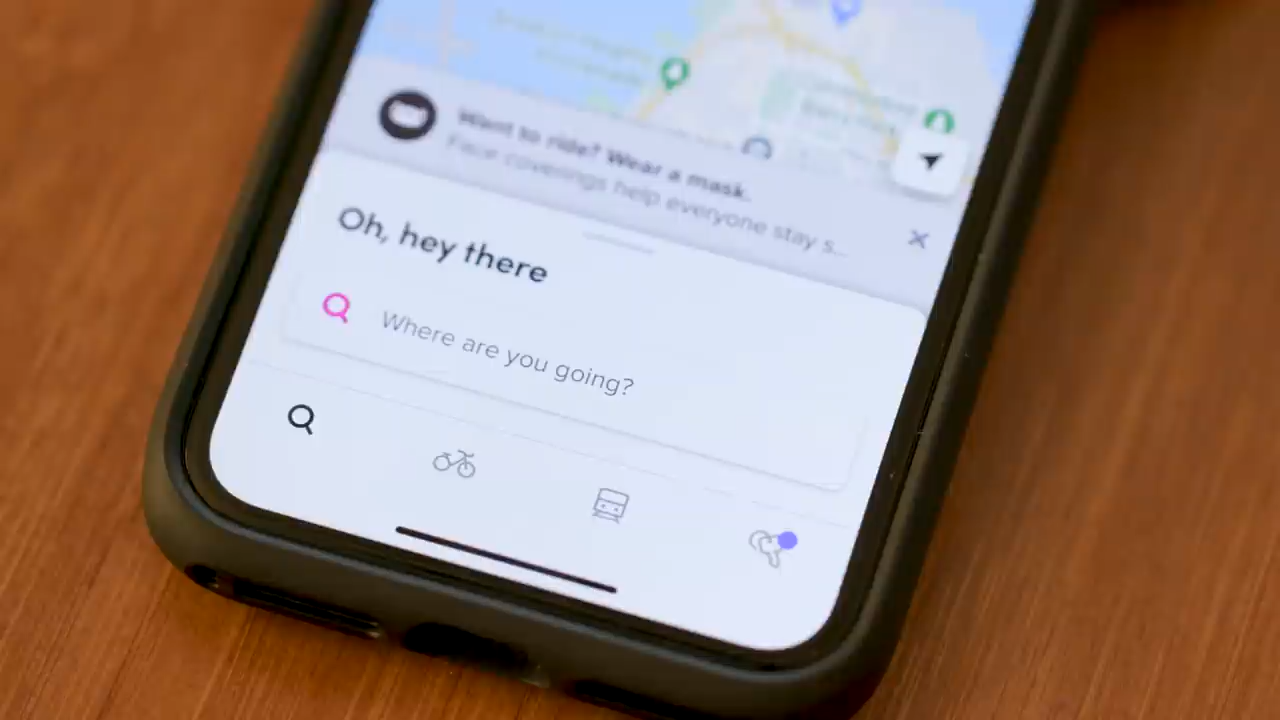 Want to ride? Wear a mask.
Face coverings help everyone stay s...
Oh, hey there
Where are you going?